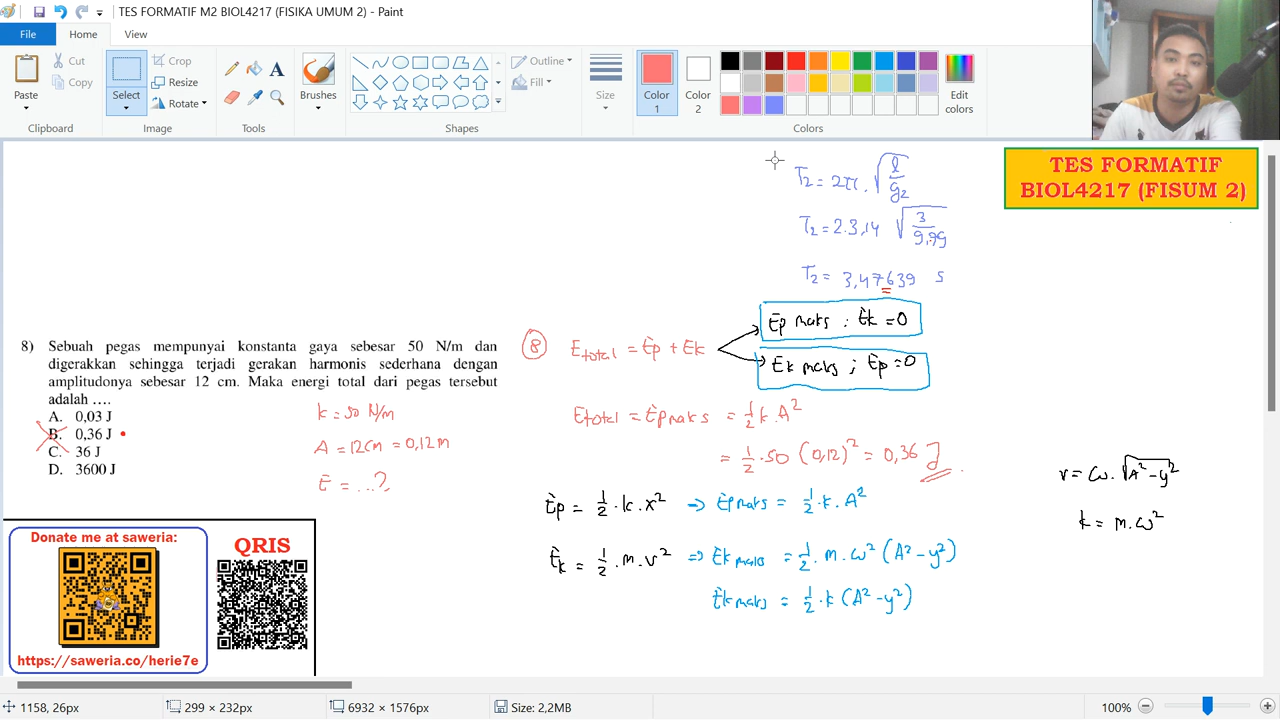 TES FORMATIF M2 BIOL4217 (FISIKA UMUM 2) - Paint
File
Home
View
Paste
Cut
Copy
Clipboard
Select
Crop
Resize
Rotate
Image
A
Tools
Brushes
Outline
Fill
Shapes
Size
Color 1
Color 2
Edit colors
Colors
TES FORMATIF
BIOL4217 (FISUM 2)
T₂ = 2π . √(l/g₂)
T₂ = 2.3,14 √(3/9,99)
T₂ = 3,47639 s
8) Sebuah pegas mempunyai konstanta gaya sebesar 50 N/m dan
digerakkan sehingga terjadi gerakan harmonis sederhana dengan
amplitudonya sebesar 12 cm. Maka energi total dari pegas tersebut
adalah ….
A. 0,03 J
B. 0,36 J
C. 36 J
D. 3600 J
k = 50 N/m
A = 12 cm = 0,12 m
E = ...?
8 Etotal = Ep + Ek
Ep maks ; Ek = 0
Ek maks ; Ep = 0
Etotal = Ep maks = ½ k. A²
= ½ . 50 (0,12)² = 0,36 J
Ep = ½ . k . x² ⇒ Ep maks = ½ . k . A²
Ek = ½ . m . v² ⇒ Ek maks = ½ . m . ω² (A² – y²)
Ek maks = ½ . k (A² – y²)
v = ω . √(A² – y²)
k = m . ω²
Donate me at saweria:
https://saweria.co/herie7e
QRIS
1158, 26px
299 × 232px
6932 × 1576px
Size: 2,2MB
100%